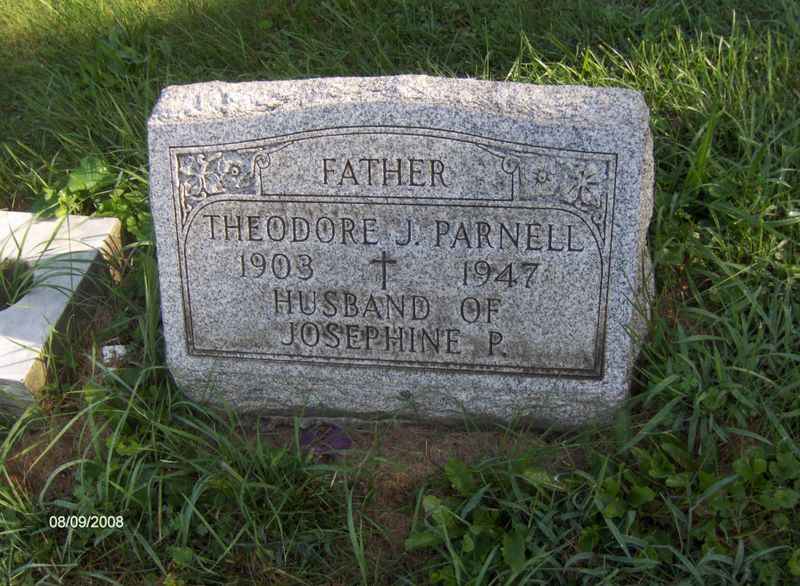 FATHER
THEODORE J. PARNELL
1903 † 1947
HUSBAND OF
JOSEPHINE P.
08/09/2008